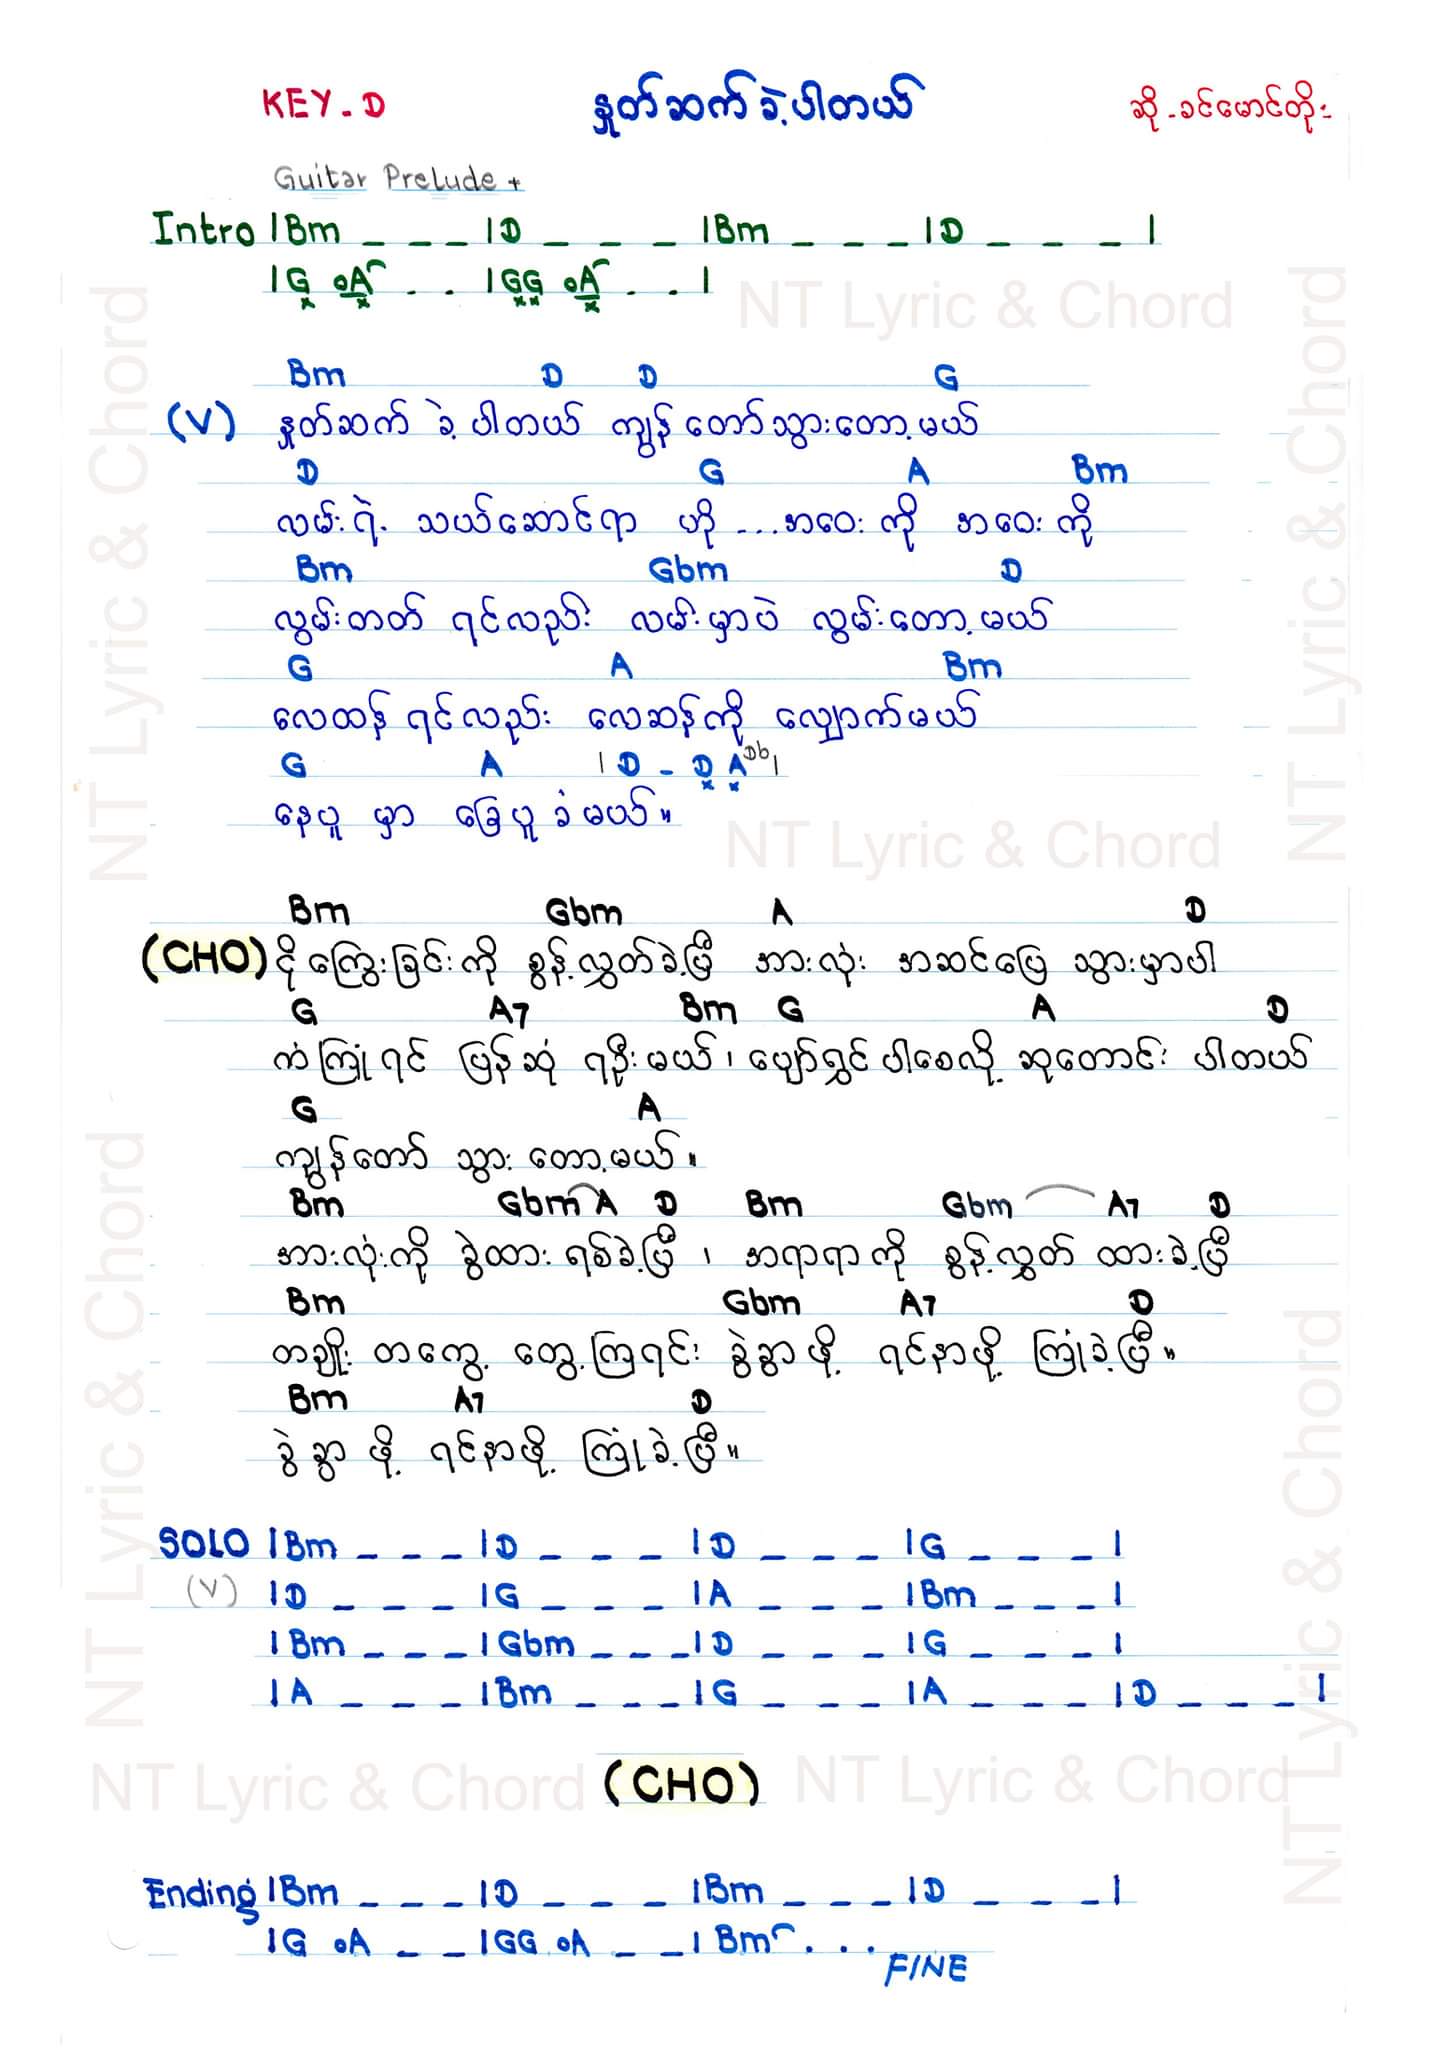 KEY - D
နှုတ်ဆက်ခဲ့ပါတယ်
ဆို - ခင်မောင်တိုး
Guitar Prelude +
Intro |Bm _ _ _ |D _ _ _ |Bm _ _ _ |D _ _ _ |
|G oA . . |GG oA . . |
Bm D D G
(V) နှုတ်ဆက် ခဲ့ ပါတယ် ကျွန် တော်သွားတော့မယ်
D G A Bm
လမ်းရဲ့ သယ်ဆောင်ရာ ဟို ... အဝေး ကို အဝေး ကို
Bm Gbm D
လွမ်းတတ် ရင်လည်း လမ်းမှာပဲ လွမ်းတော့မယ်
G A Bm
လေထန် ရင်လည်း လေဆန်ကို လျှောက်မယ်
G A |D - D A Db|
နေပူ မှာ ခြေပူ ခံမယ်။
Bm Gbm A D
(CHO) ငိုကြွေးခြင်းကို စွန့်လွှတ်ခဲ့ပြီ အားလုံး အဆင်ပြေ သွားမှာပါ
G A7 Bm G A D
ကံကြုံရင် ပြန်ဆုံ ရဦးမယ်၊ ပျော်ရွှင်ပါစေလို့ ဆုတောင်း ပါတယ်
G A
ကျွန်တော် သွား တော့မယ်။
Bm Gbm A D Bm Gbm A7 D
အားလုံးကို ခွဲထား ရစ်ခဲ့ပြီ ၊ အရာရာကို စွန့်လွှတ် ထားခဲ့ပြီ
Bm Gbm A7 D
တချိုး တကွေ့ တွေ့ကြရင်း ခွဲခွာဖို့ ရင်နာဖို့ ကြုံခဲ့ပြီ။
Bm A7 D
ခွဲခွာ ဖို့ ရင်နာဖို့ ကြုံခဲ့ပြီ။
SOLO |Bm _ _ _ |D _ _ _ |D _ _ _ |G _ _ _ |
(V) |D _ _ _ |G _ _ _ |A _ _ _ |Bm _ _ _ |
|Bm _ _ _ |Gbm _ _ _ |D _ _ _ |G _ _ _ |
|A _ _ _ |Bm _ _ _ |G _ _ _ |A _ _ _ |D _ _ _ |
(CHO)
Ending |Bm _ _ _ |D _ _ _ |Bm _ _ _ |D _ _ _ |
|G oA _ _ |GG oA _ _ | Bm . . .
FINE
NT Lyric & Chord
NT Lyric & Chord
NT Lyric & Chord
NT Lyric & Chord
NT Lyric & Chord
NT Lyric & Chord
NT Lyric & Chord
NT Lyric & Chord